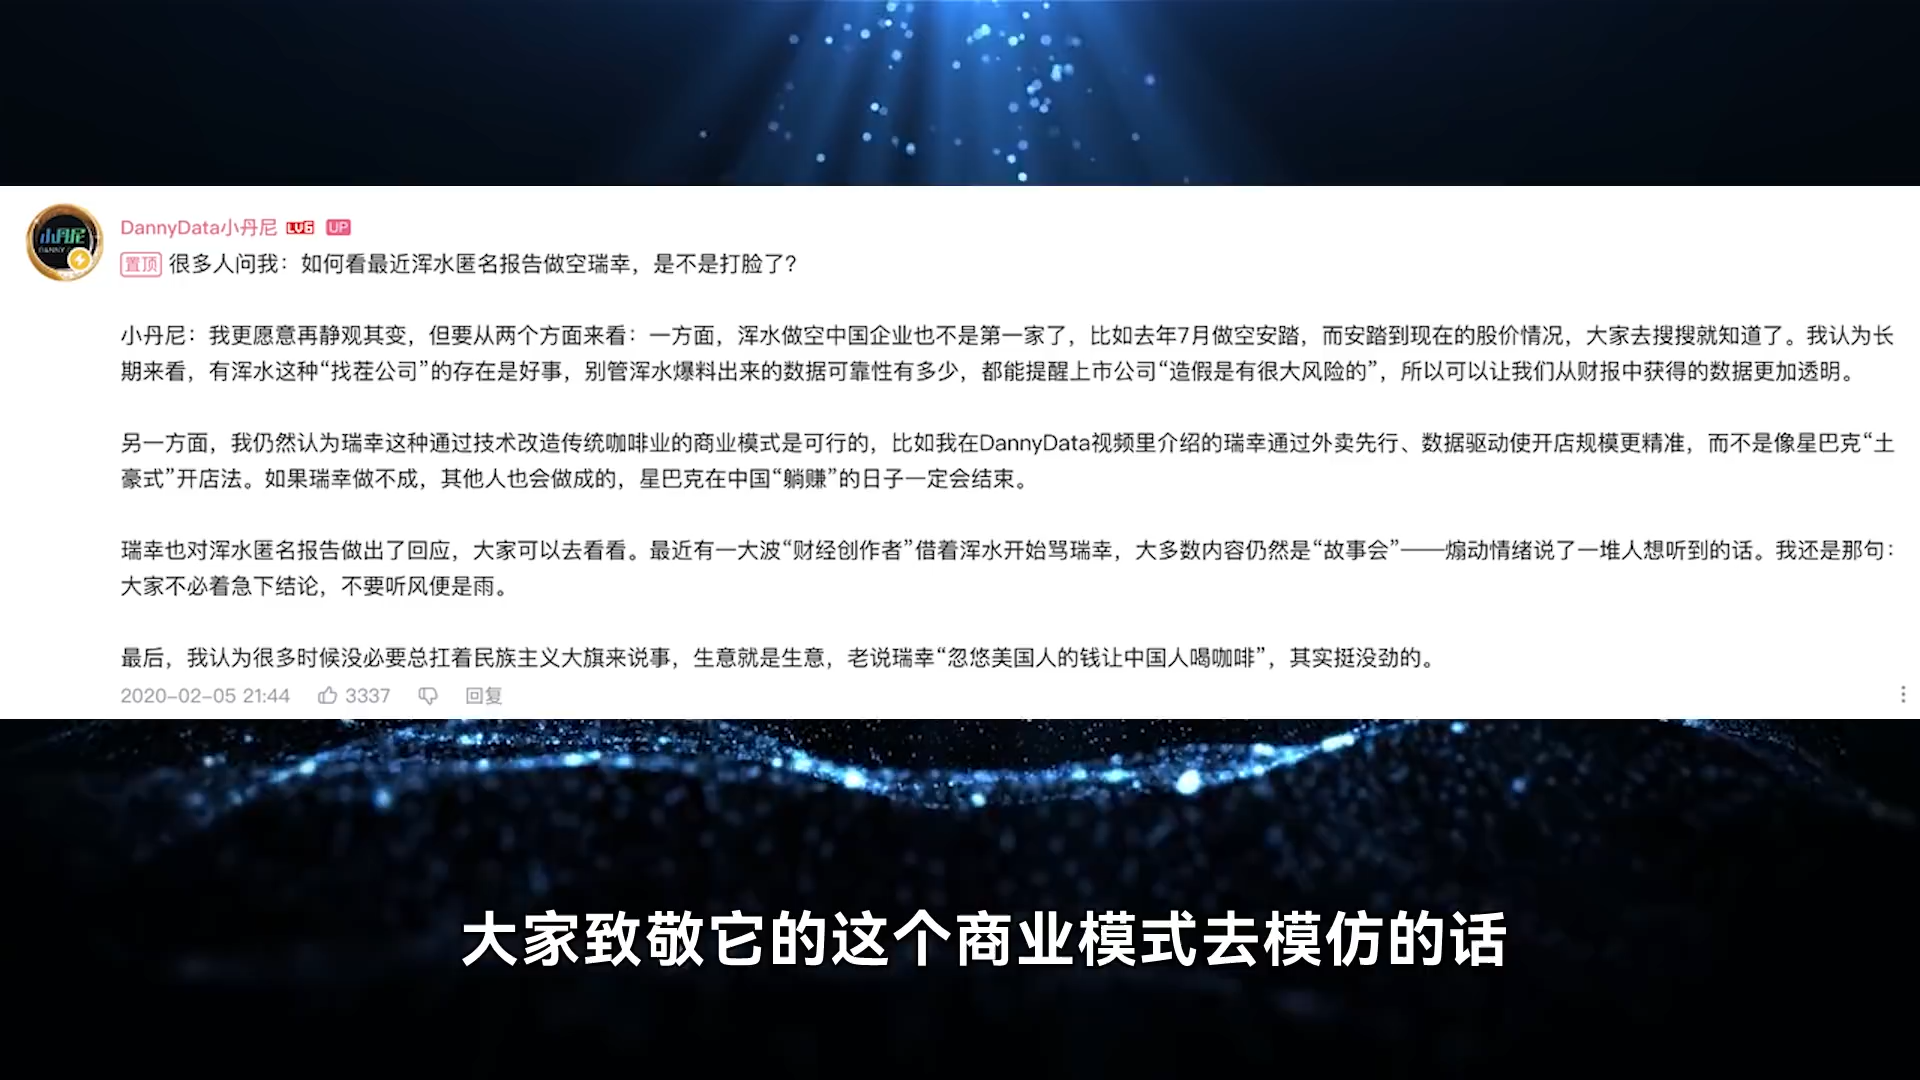 小丹尼
DannyData小丹尼 LV6 UP
置顶 很多人问我：如何看最近浑水匿名报告做空瑞幸，是不是打脸了？
小丹尼：我更愿意再静观其变，但要从两个方面来看：一方面，浑水做空中国企业也不是第一家了，比如去年7月做空安踏，而安踏到现在的股价情况，大家去搜搜就知道了。我认为长
期来看，有浑水这种“找茬公司”的存在是好事，别管浑水爆料出来的数据可靠性有多少，都能提醒上市公司“造假是有很大风险的”，所以可以让我们从财报中获得的数据更加透明。
另一方面，我仍然认为瑞幸这种通过技术改造传统咖啡业的商业模式是可行的，比如我在DannyData视频里介绍的瑞幸通过外卖先行、数据驱动使开店规模更精准，而不是像星巴克“土
豪式”开店法。如果瑞幸做不成，其他人也会做成的，星巴克在中国“躺赚”的日子一定会结束。
瑞幸也对浑水匿名报告做出了回应，大家可以去看看。最近有一大波“财经创作者”借着浑水开始骂瑞幸，大多数内容仍然是“故事会”——煽动情绪说了一堆人想听到的话。我还是那句：
大家不必着急下结论，不要听风便是雨。
最后，我认为很多时候没必要总扛着民族主义大旗来说事，生意就是生意，老说瑞幸“忽悠美国人的钱让中国人喝咖啡”，其实挺没劲的。
2020-02-05 21:44 3337 回复
大家致敬它的这个商业模式去模仿的话